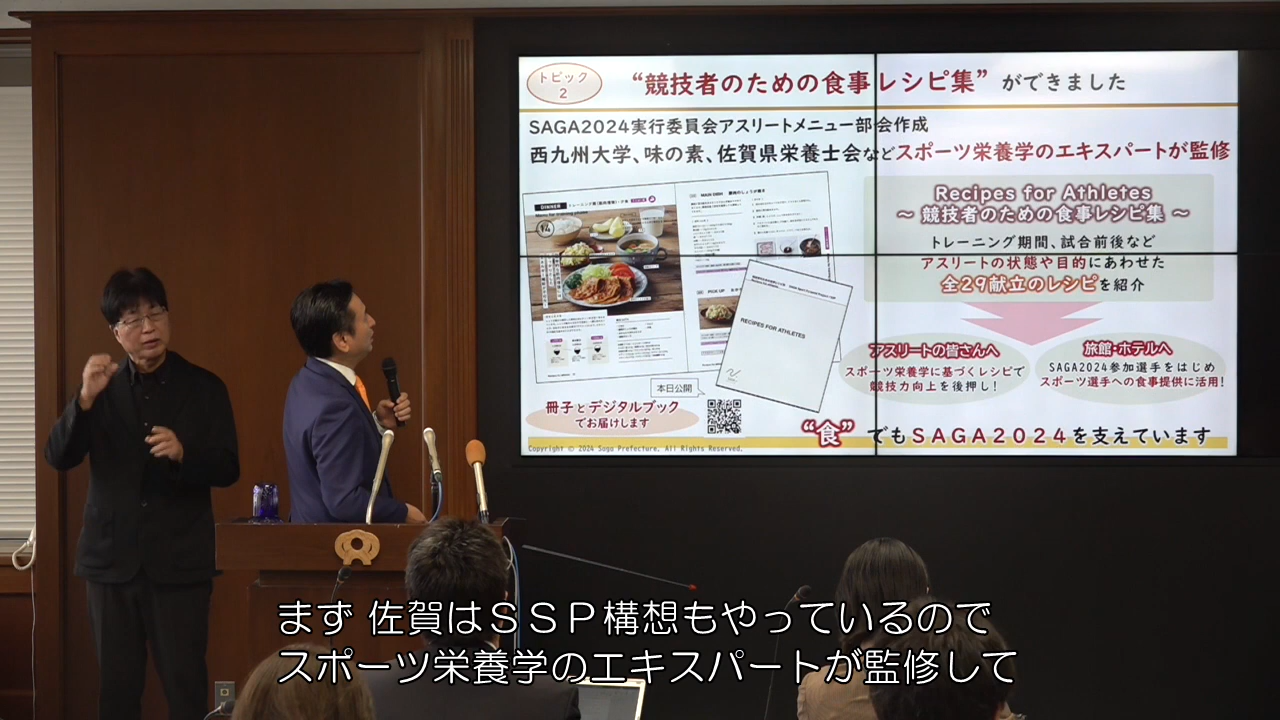 トピック
2
“競技者のための食事レシピ集” ができました
SAGA2024実行委員会アスリートメニュー部会作成
西九州大学、味の素、佐賀県栄養士会などスポーツ栄養学のエキスパートが監修
DINNER
MAIN DISH
PICK UP
RECIPES FOR ATHLETES
Recipes for Athletes
～ 競技者のための食事レシピ集 ～
トレーニング期間、試合前後など
アスリートの状態や目的にあわせた
全29献立のレシピを紹介
アスリートの皆さんへ
スポーツ栄養学に基づくレシピで
競技力向上を後押し!
旅館・ホテルへ
SAGA2024参加選手をはじめ
スポーツ選手への食事提供に活用!
本日公開
冊子とデジタルブック
でお届けします
“食” でもSAGA2024を支えています
Copyright © 2024 Saga Prefecture. All Rights Reserved.
まず 佐賀はＳＳＰ構想もやっているので
スポーツ栄養学のエキスパートが監修して